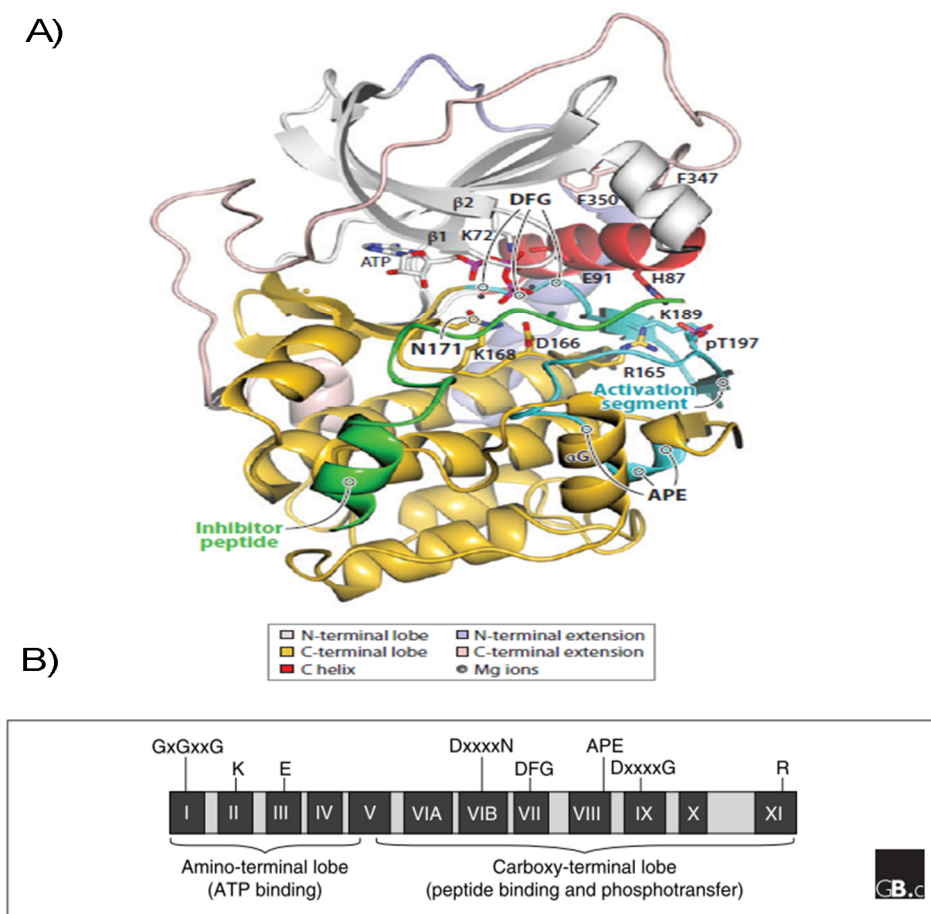 A)
F347
F350
β2
DFG
K72
β1
ATP
E91
H87
K189
N171
K168
D166
pT197
R165
Activation
segment
αG
APE
Inhibitor
peptide
N-terminal lobe
N-terminal extension
C-terminal lobe
C-terminal extension
C helix
Mg ions
B)
GxGxxG
DxxxxN
APE
K
E
DFG
DxxxxG
R
I
II
III
IV
V
VIA
VIB
VII
VIII
IX
X
XI
Amino-terminal lobe
(ATP binding)
Carboxy-terminal lobe
(peptide binding and phosphotransfer)
GB.c